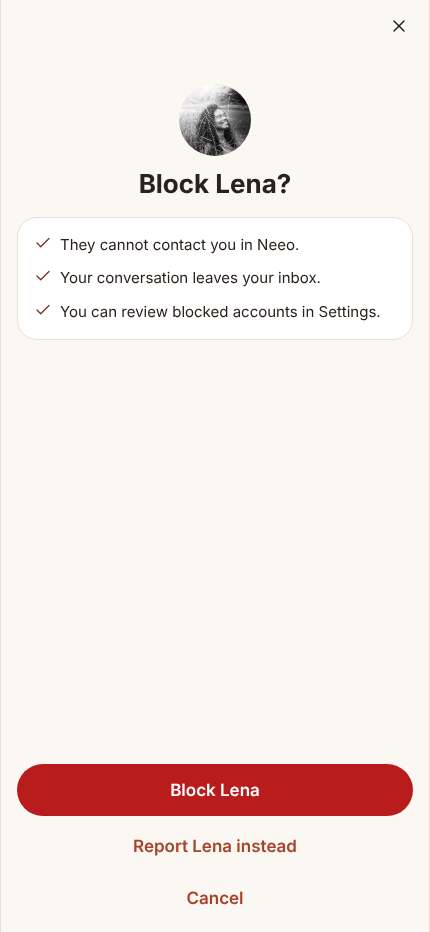 Block Lena?
They cannot contact you in Neeo.
Your conversation leaves your inbox.
You can review blocked accounts in Settings.
Block Lena
Report Lena instead
Cancel